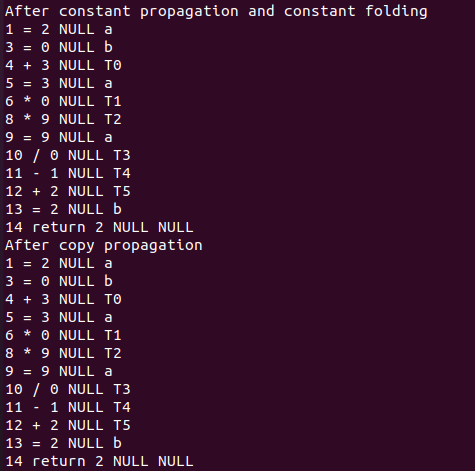 After constant propagation and constant folding
1 = 2 NULL a
3 = 0 NULL b
4 + 3 NULL T0
5 = 3 NULL a
6 * 0 NULL T1
8 * 9 NULL T2
9 = 9 NULL a
10 / 0 NULL T3
11 - 1 NULL T4
12 + 2 NULL T5
13 = 2 NULL b
14 return 2 NULL NULL
After copy propagation
1 = 2 NULL a
3 = 0 NULL b
4 + 3 NULL T0
5 = 3 NULL a
6 * 0 NULL T1
8 * 9 NULL T2
9 = 9 NULL a
10 / 0 NULL T3
11 - 1 NULL T4
12 + 2 NULL T5
13 = 2 NULL b
14 return 2 NULL NULL